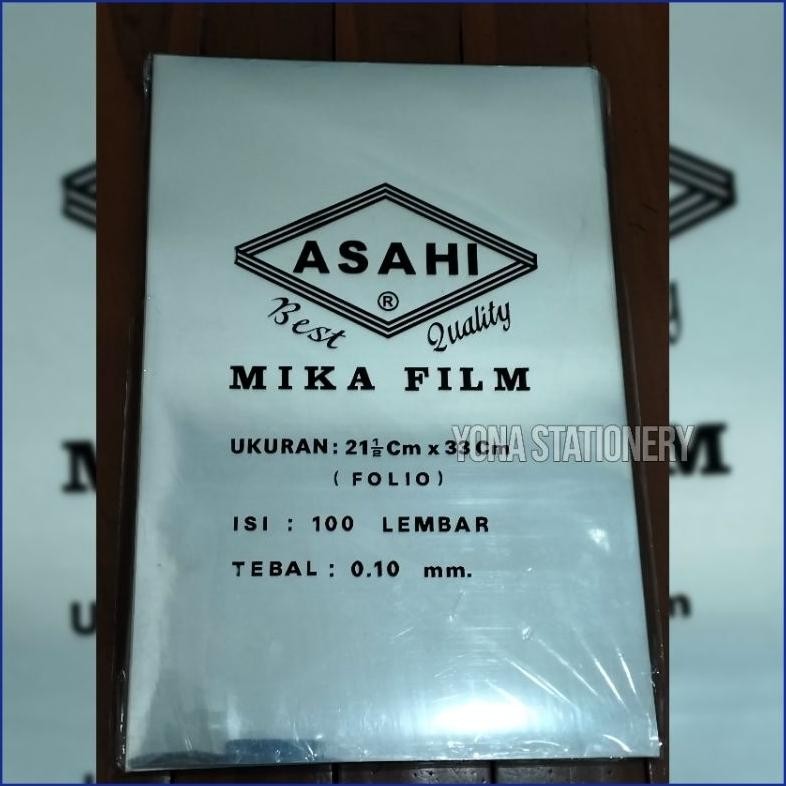 ASAHI
®
Best Quality
MIKA FILM
UKURAN: 21½ Cm x 33 Cm
( FOLIO )
ISI : 100 LEMBAR
TEBAL : 0.10 mm.
YONA STATIONERY